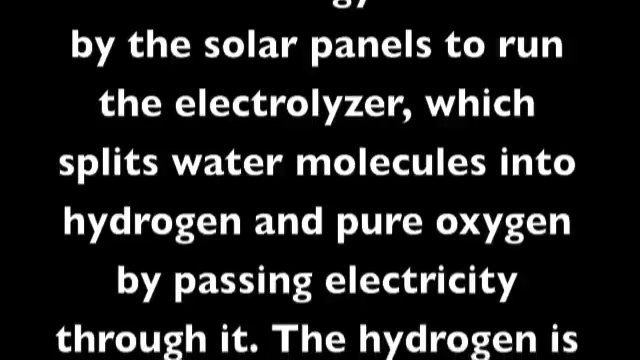 by the solar panels to run
the electrolyzer, which
splits water molecules into
hydrogen and pure oxygen
by passing electricity
through it. The hydrogen is